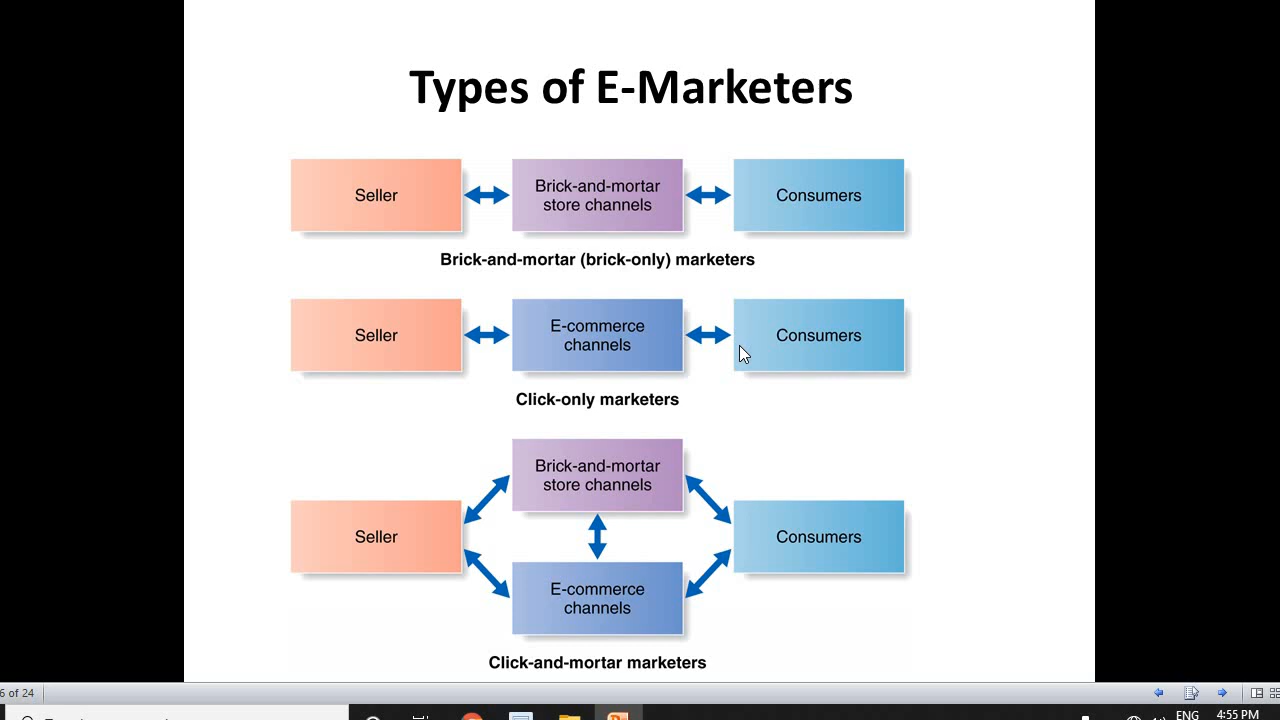 Types of E-Marketers
Seller
Brick-and-mortar
store channels
Consumers
Brick-and-mortar (brick-only) marketers
Seller
E-commerce
channels
Consumers
Click-only marketers
Brick-and-mortar
store channels
Seller
Consumers
E-commerce
channels
Click-and-mortar marketers
6 of 24
ENG
4:55 PM